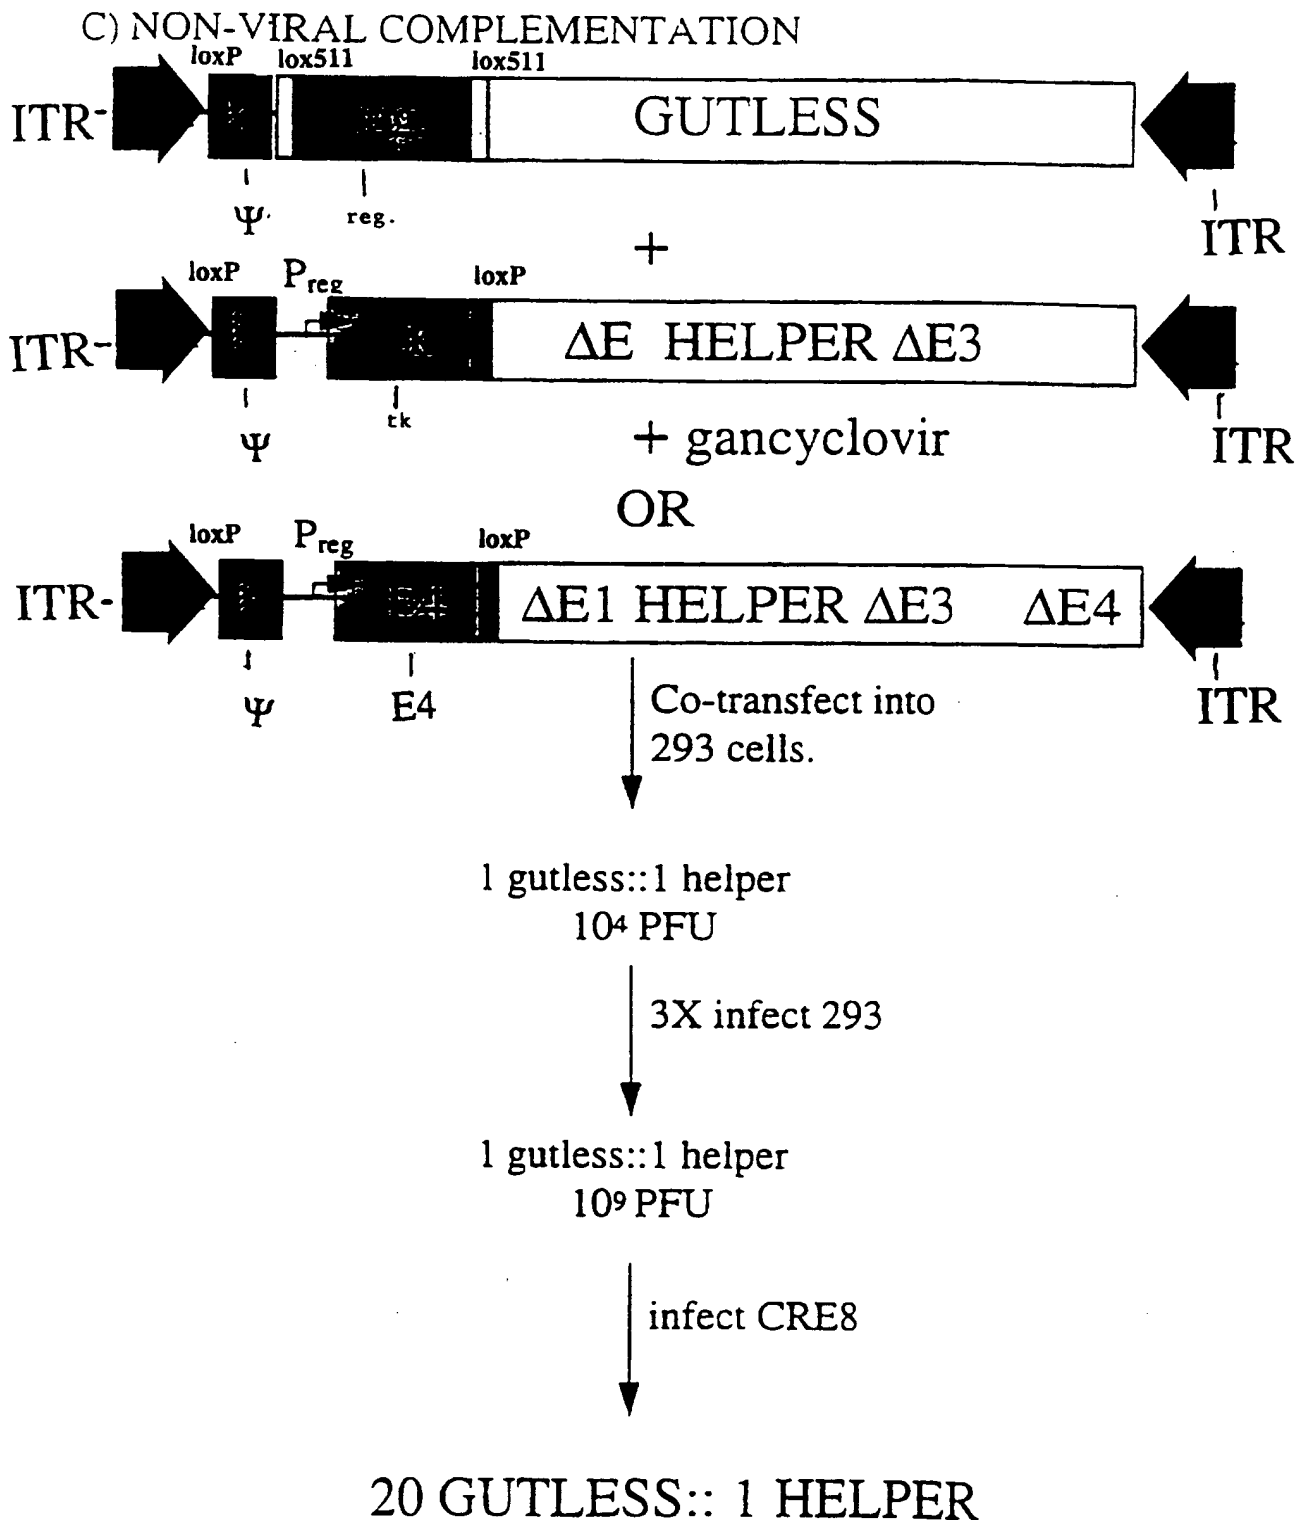 C) NON-VIRAL COMPLEMENTATION
loxP lox511 lox511
ITR- GUTLESS
Ψ reg. ITR
+
loxP Preg loxP
ITR- ΔE HELPER ΔE3
Ψ tk + gancyclovir ITR
OR
loxP Preg loxP
ITR- ΔE1 HELPER ΔE3 ΔE4
Ψ E4 ITR
Co-transfect into
293 cells.
1 gutless::1 helper
10⁴ PFU
3X infect 293
1 gutless::1 helper
10⁹ PFU
infect CRE8
20 GUTLESS:: 1 HELPER